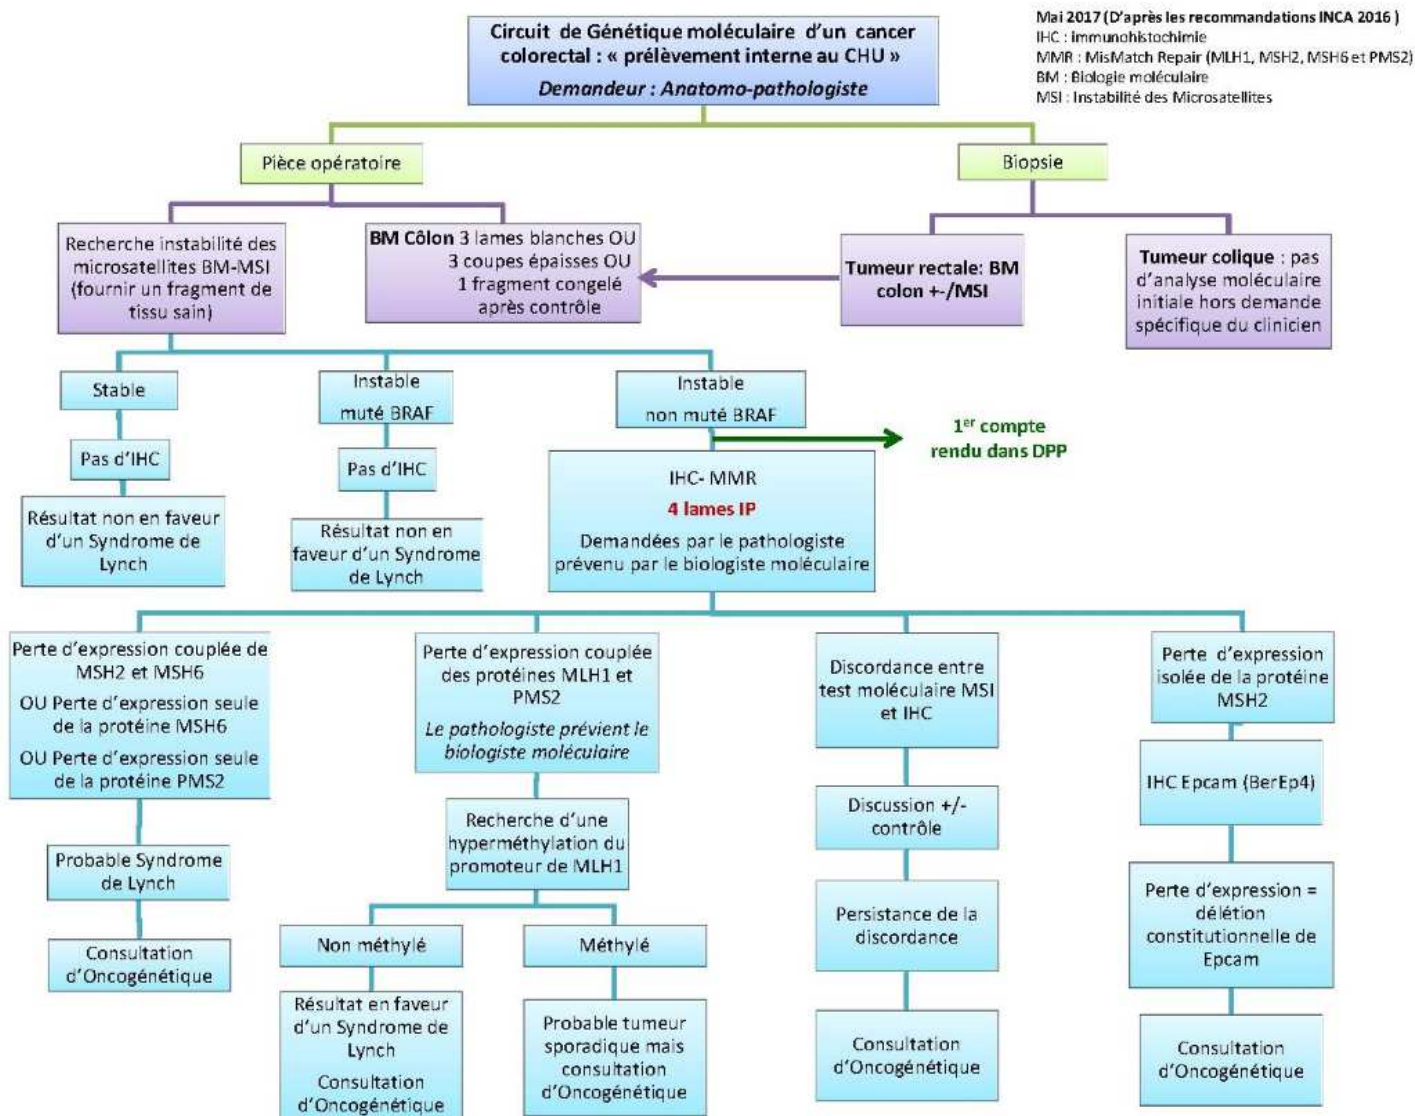 Circuit de Génétique moléculaire d'un cancer
colorectal : « prélèvement interne au CHU »
Demandeur : Anatomo-pathologiste
Mai 2017 (D'après les recommandations INCA 2016 )
IHC : immunohistochimie
MMR : MisMatch Repair (MLH1, MSH2, MSH6 et PMS2)
BM : Biologie moléculaire
MSI : Instabilité des Microsatellites
Pièce opératoire
Biopsie
Recherche instabilité des
microsatellites BM-MSI
(fournir un fragment de
tissu sain)
BM Côlon 3 lames blanches OU
3 coupes épaisses OU
1 fragment congelé
après contrôle
Tumeur rectale: BM
colon +-/MSI
Tumeur colique : pas
d'analyse moléculaire
initiale hors demande
spécifique du clinicien
Stable
Pas d'IHC
Résultat non en faveur
d'un Syndrome de
Lynch
Instable
muté BRAF
Pas d'IHC
Résultat non en
faveur d'un Syndrome
de Lynch
Instable
non muté BRAF
1er compte
rendu dans DPP
IHC- MMR
4 lames IP
Demandées par le pathologiste
prévenu par le biologiste moléculaire
Perte d'expression couplée de
MSH2 et MSH6
OU Perte d'expression seule
de la protéine MSH6
OU Perte d'expression seule
de la protéine PMS2
Probable Syndrome
de Lynch
Consultation
d'Oncogénétique
Perte d'expression couplée
des protéines MLH1 et
PMS2
Le pathologiste prévient le
biologiste moléculaire
Recherche d'une
hyperméthylation du
promoteur de MLH1
Non méthylé
Résultat en faveur
d'un Syndrome de
Lynch
Consultation
d'Oncogénétique
Méthylé
Probable tumeur
sporadique mais
consultation
d'Oncogénétique
Discordance entre
test moléculaire MSI
et IHC
Discussion +/-
contrôle
Persistance de la
discordance
Consultation
d'Oncogénétique
Perte d'expression
isolée de la protéine
MSH2
IHC Epcam (BerEp4)
Perte d'expression =
délétion
constitutionnelle de
Epcam
Consultation
d'Oncogénétique